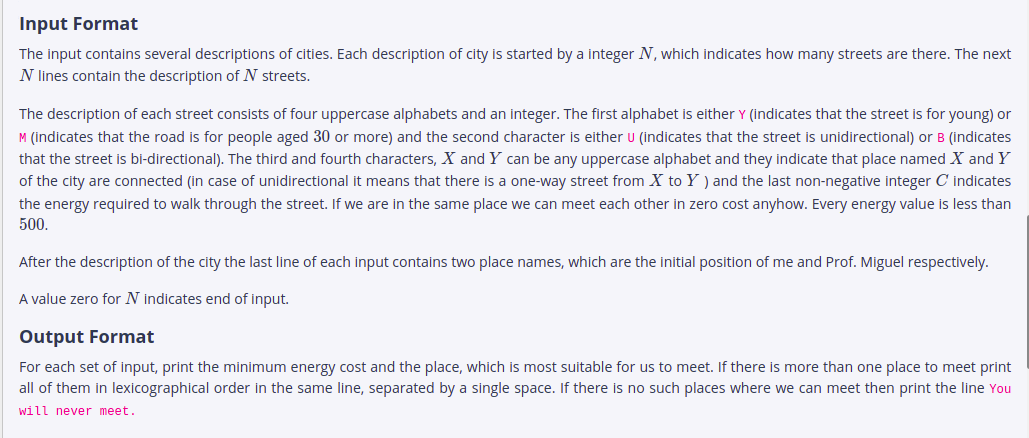 Input Format
The input contains several descriptions of cities. Each description of city is started by a integer N, which indicates how many streets are there. The next
N lines contain the description of N streets.
The description of each street consists of four uppercase alphabets and an integer. The first alphabet is either Y (indicates that the street is for young) or
M (indicates that the road is for people aged 30 or more) and the second character is either U (indicates that the street is unidirectional) or B (indicates
that the street is bi-directional). The third and fourth characters, X and Y can be any uppercase alphabet and they indicate that place named X and Y
of the city are connected (in case of unidirectional it means that there is a one-way street from X to Y ) and the last non-negative integer C indicates
the energy required to walk through the street. If we are in the same place we can meet each other in zero cost anyhow. Every energy value is less than
500.
After the description of the city the last line of each input contains two place names, which are the initial position of me and Prof. Miguel respectively.
A value zero for N indicates end of input.
Output Format
For each set of input, print the minimum energy cost and the place, which is most suitable for us to meet. If there is more than one place to meet print
all of them in lexicographical order in the same line, separated by a single space. If there is no such places where we can meet then print the line You
will never meet.